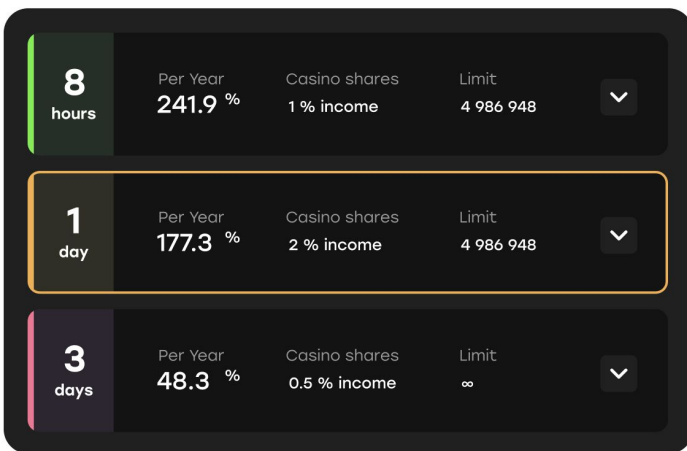 8
hours
Per Year
241.9 %
Casino shares
1 % income
Limit
4 986 948
1
day
Per Year
177.3 %
Casino shares
2 % income
Limit
4 986 948
3
days
Per Year
48.3 %
Casino shares
0.5 % income
Limit
∞